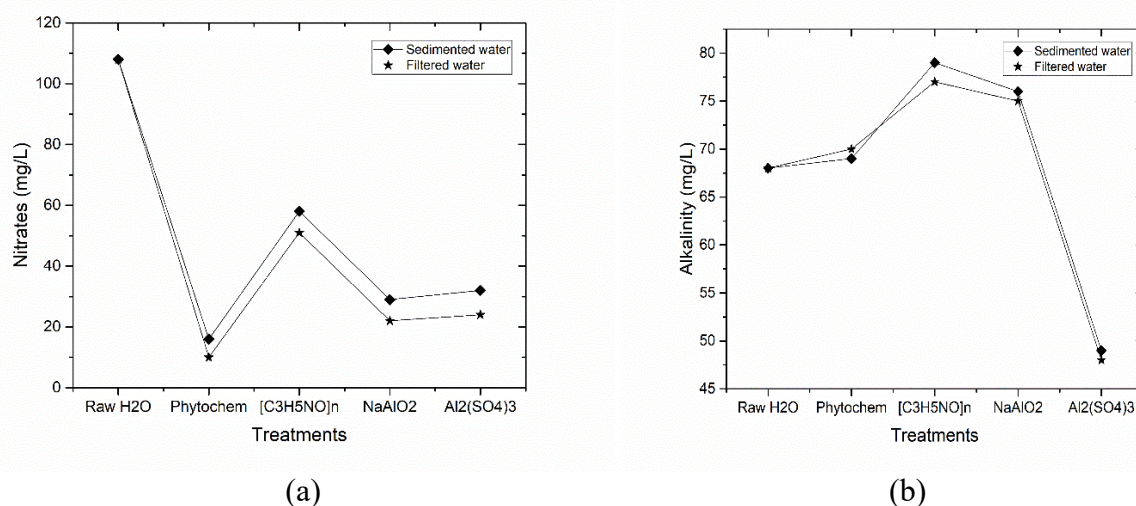 120
100
80
60
40
20
0
Nitrates (mg/L)
Sedimented water
Filtered water
Raw H2O Phytochem [C3H5NO]n NaAlO2 Al2(SO4)3
Treatments
(a)
80
75
70
65
60
55
50
45
Alkalinity (mg/L)
Sedimented water
Filtered water
Raw H2O Phytochem [C3H5NO]n NaAlO2 Al2(SO4)3
Treatments
(b)